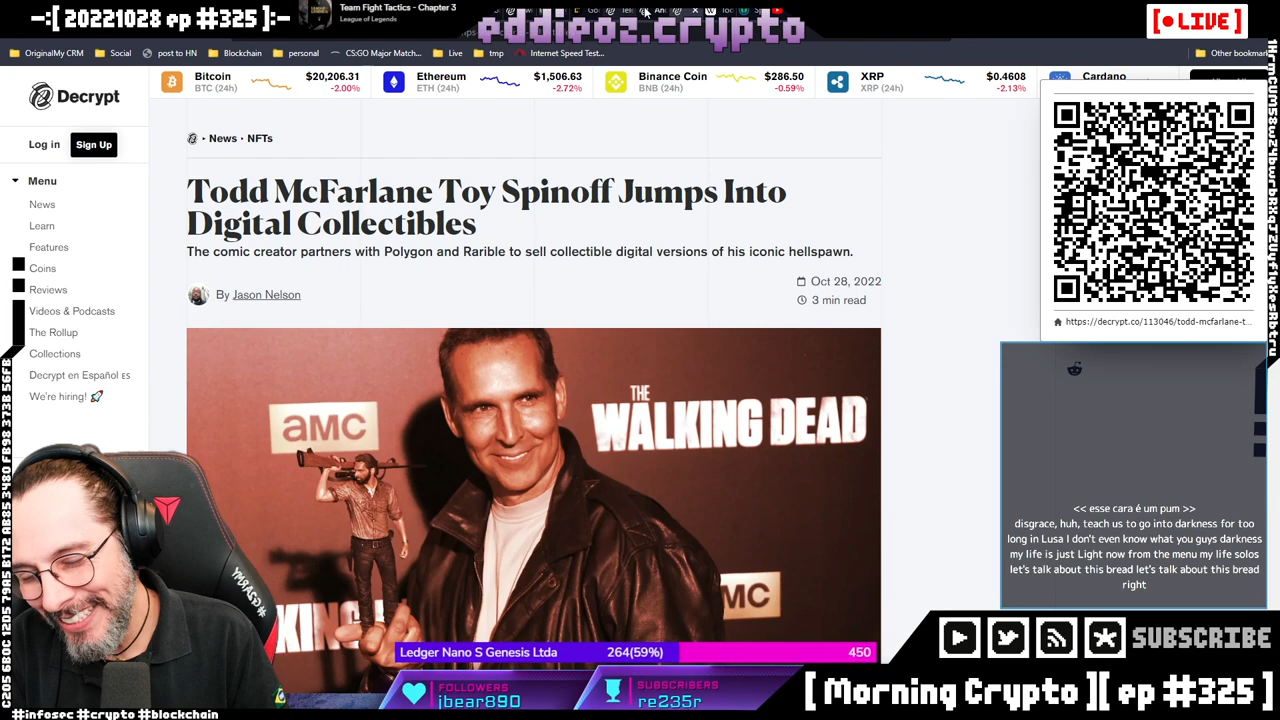 -:[ 20221028 ep #325 ]:-
Team Fight Tactics - Chapter 3
League of Legends
eddieoz.crypto
[●LIVE]
OriginalMy CRM
Social
post to HN
Blockchain
personal
CS:GO Major Match...
Live
tmp
Internet Speed Test...
Other bookmar
Decrypt
Bitcoin
BTC (24h)
$20,206.31
-2.00%
Ethereum
ETH (24h)
$1,506.63
-2.72%
Binance Coin
BNB (24h)
$286.50
-0.59%
XRP
XRP (24h)
$0.4608
-2.13%
Cardano
Log in
Sign Up
Menu
News
Learn
Features
Coins
Reviews
Videos & Podcasts
The Rollup
Collections
Decrypt en Español ES
We're hiring! 🚀
News · NFTs
Todd McFarlane Toy Spinoff Jumps Into
Digital Collectibles
The comic creator partners with Polygon and Rarible to sell collectible digital versions of his iconic hellspawn.
By Jason Nelson
Oct 28, 2022
3 min read
https://decrypt.co/113046/todd-mcfarlane-t...
amc
THE
WALKING DEAD
MC
KING
<< esse cara é um pum >>
disgrace, huh, teach us to go into darkness for too
long in Lusa I don't even know what you guys darkness
my life is just Light now from the menu my life solos
let's talk about this bread let's talk about this bread
right
Ledger Nano S Genesis Ltda
264(59%)
450
FOLLOWERS
jbear890
SUBSCRIBERS
re235r
SUBSCRIBE
[ Morning Crypto ][ ep #325 ]
#infosec #crypto #blockchain